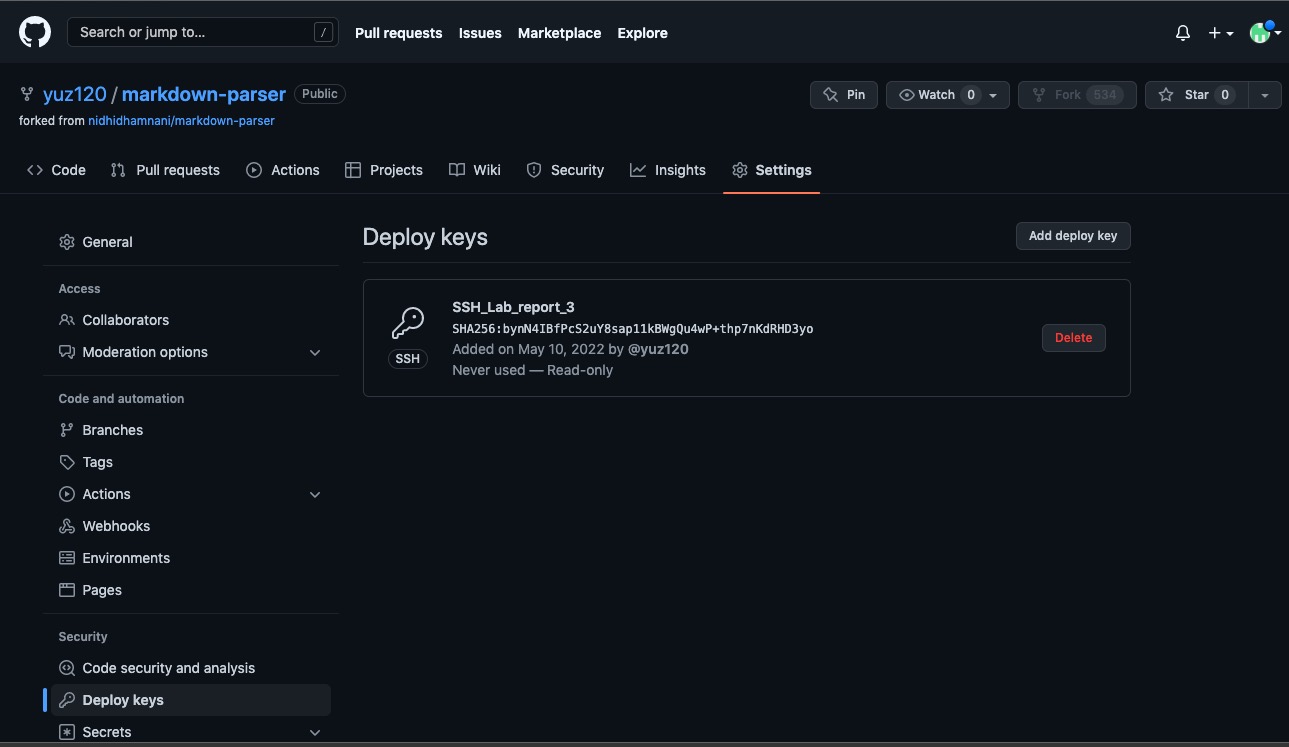 Search or jump to... /
Pull requests Issues Marketplace Explore
yuz120 / markdown-parser Public
Pin Watch 0 Fork 534 Star 0
forked from nidhidhamnani/markdown-parser
Code Pull requests Actions Projects Wiki Security Insights Settings
General
Access
Collaborators
Moderation options
Code and automation
Branches
Tags
Actions
Webhooks
Environments
Pages
Security
Code security and analysis
Deploy keys
Secrets
Deploy keys
Add deploy key
SSH
SSH_Lab_report_3
SHA256:bynN4IBfPcS2uY8sap11kBWgQu4wP+thp7nKdRHD3yo
Added on May 10, 2022 by @yuz120
Never used — Read-only
Delete